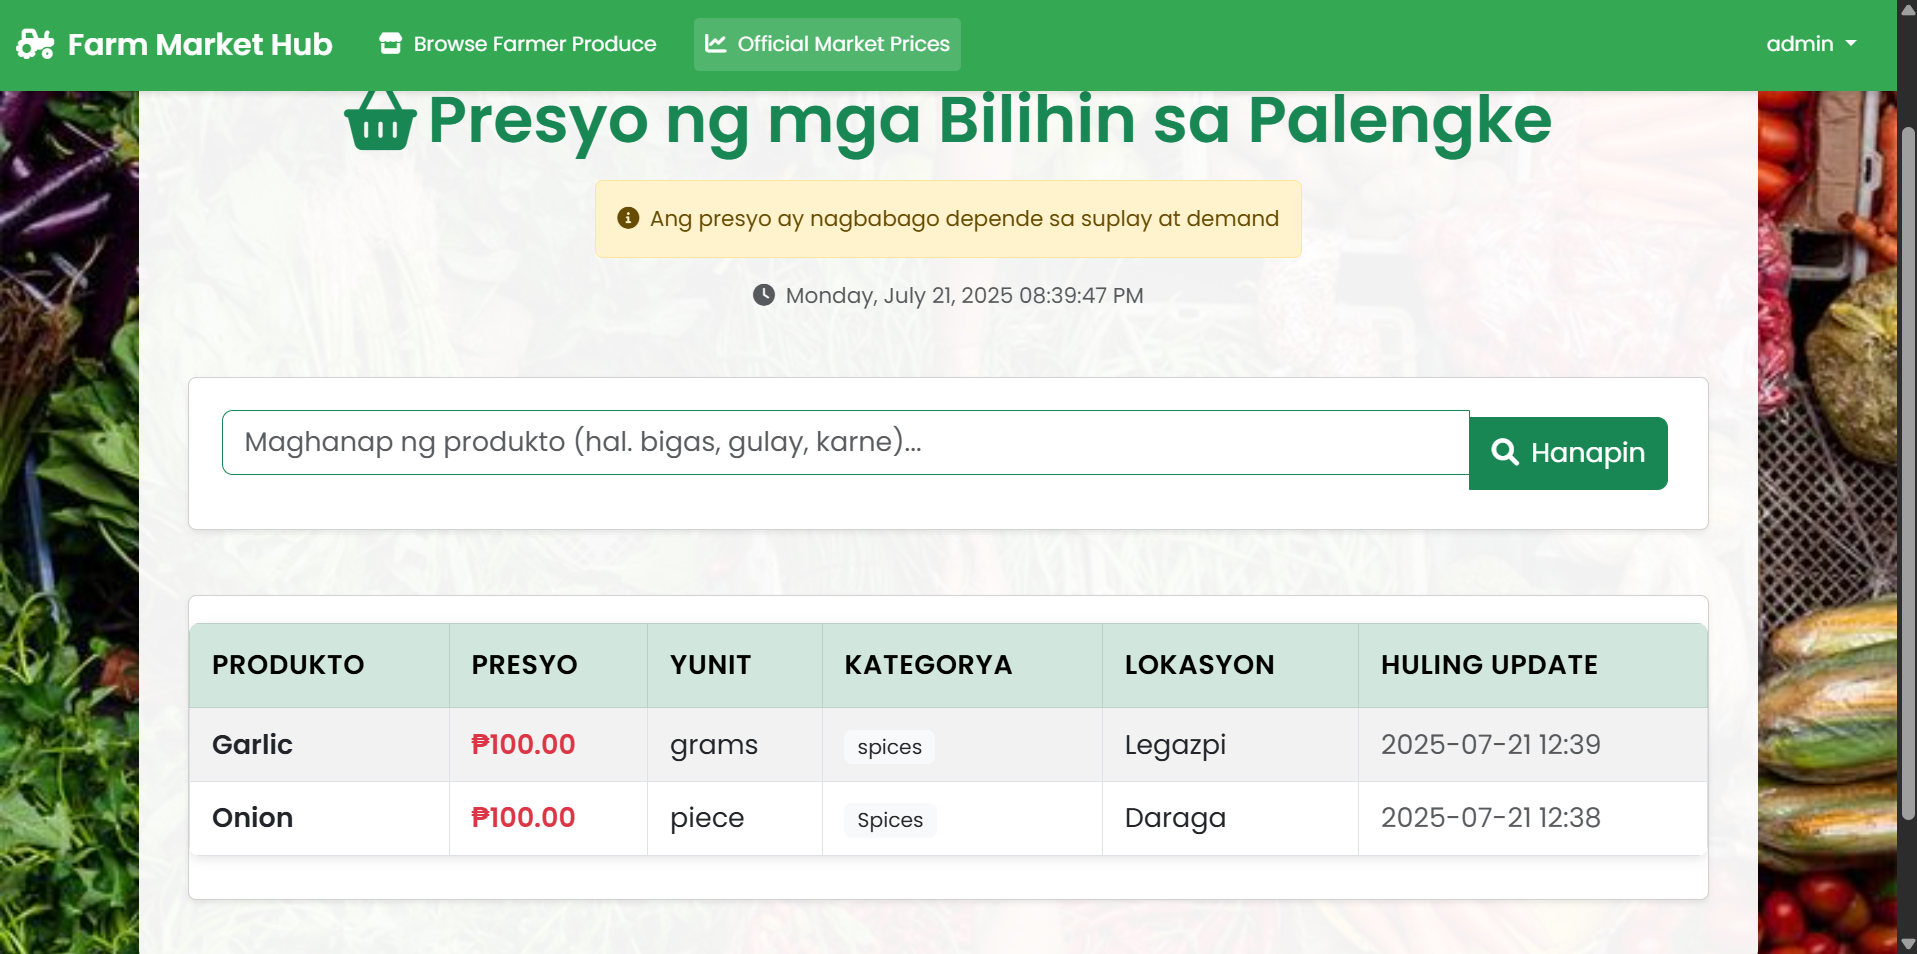 Farm Market Hub Browse Farmer Produce Official Market Prices admin
Presyo ng mga Bilihin sa Palengke
Ang presyo ay nagbabago depende sa suplay at demand
Monday, July 21, 2025 08:39:47 PM
Maghanap ng produkto (hal. bigas, gulay, karne)... Hanapin
PRODUKTO PRESYO YUNIT KATEGORYA LOKASYON HULING UPDATE
Garlic ₱100.00 grams spices Legazpi 2025-07-21 12:39
Onion ₱100.00 piece Spices Daraga 2025-07-21 12:38